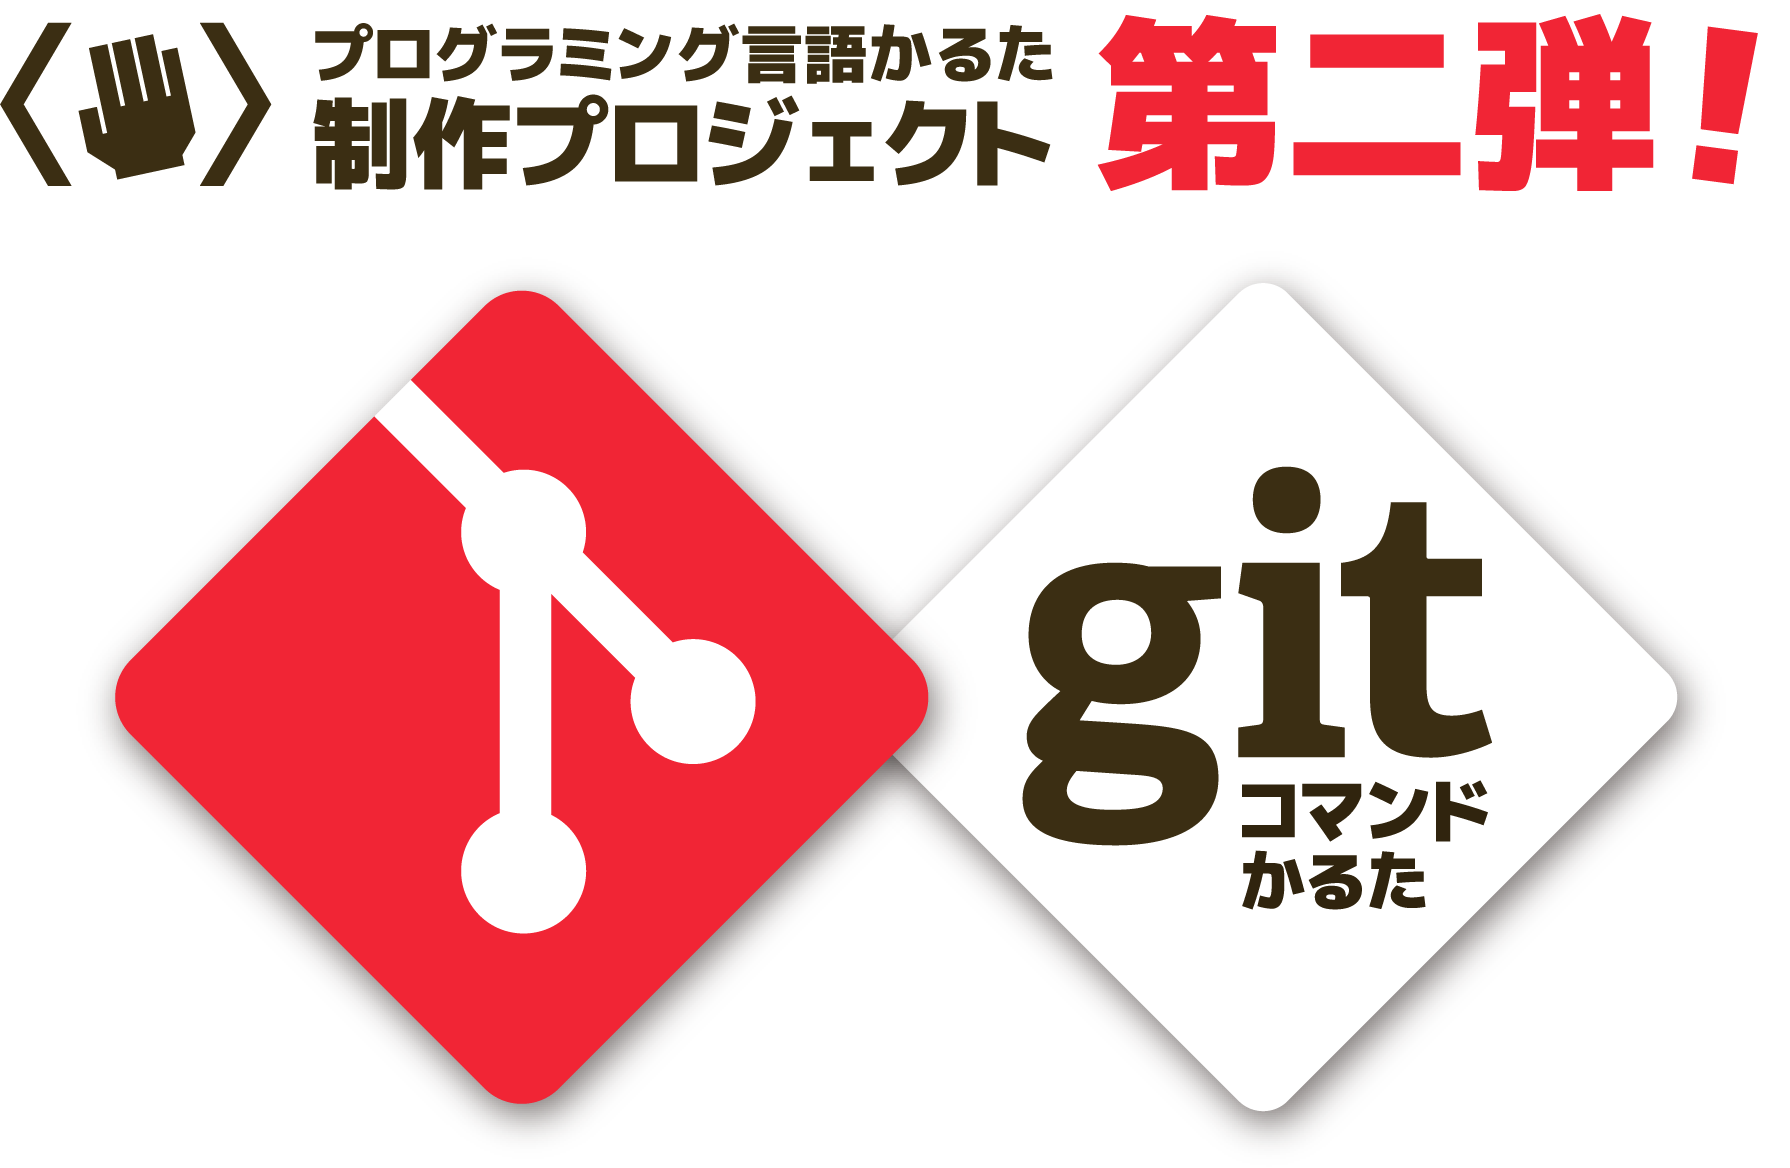 プログラミング言語かるた
制作プロジェクト
第二弾!
git
コマンド
かるた